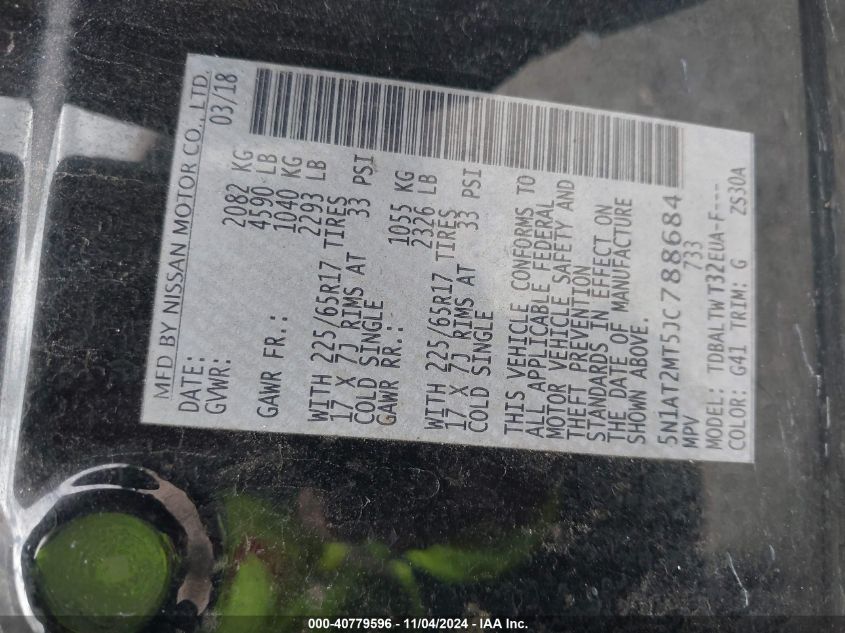 MFD BY NISSAN MOTOR CO., LTD.
DATE: 03/18
GVWR: 2082 KG
4590 LB
GAWR FR.: 1040 KG
2293 LB
WITH 225/65R17 TIRES
17 X 7J RIMS AT 33 PSI
COLD SINGLE
GAWR RR.: 1055 KG
2326 LB
WITH 225/65R17 TIRES
17 X 7J RIMS AT 33 PSI
COLD SINGLE
THIS VEHICLE CONFORMS TO
ALL APPLICABLE FEDERAL
MOTOR VEHICLE SAFETY AND
THEFT PREVENTION
STANDARDS IN EFFECT ON
THE DATE OF MANUFACTURE
SHOWN ABOVE.
5N1AT2MT5JC788684
MPV 733
MODEL: TDBALTW T32EUA-F---
COLOR: G41 TRIM: G ZS30A
000-40779596 - 11/04/2024 - IAA Inc.